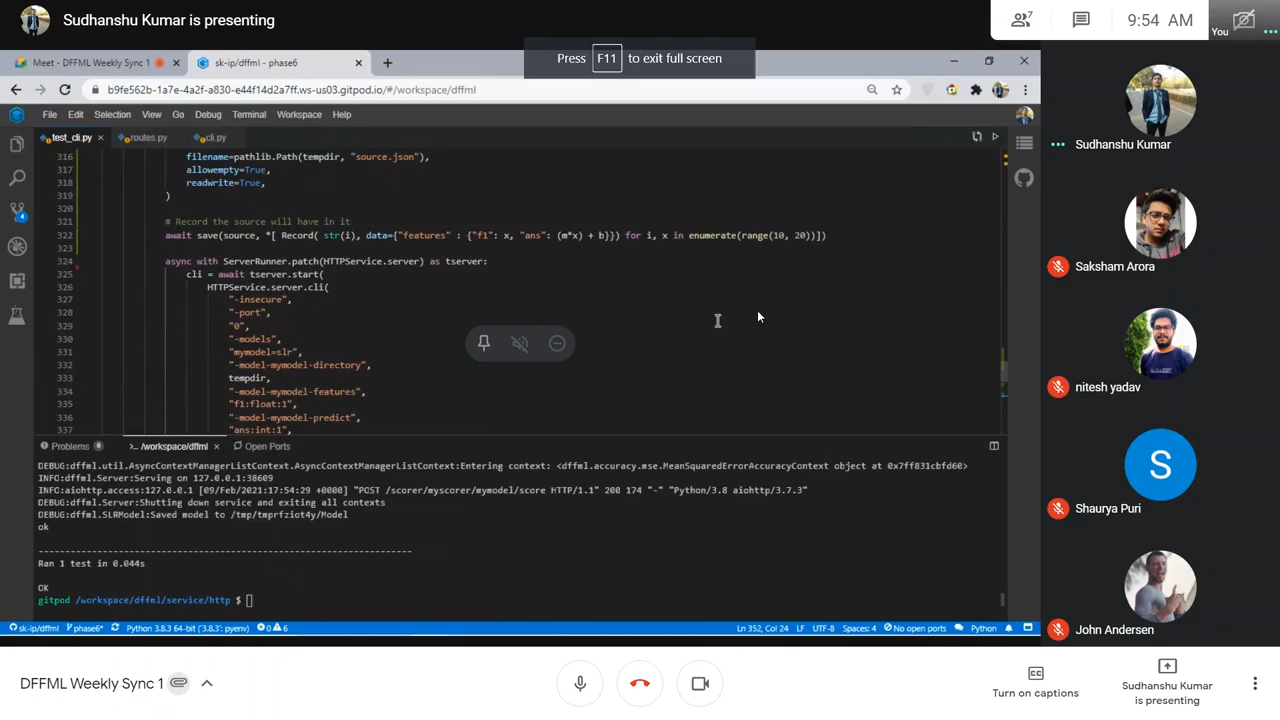 Sudhanshu Kumar is presenting
7
9:54 AM
You
Meet - DFFML Weekly Sync 1
sk-ip/dffml - phase6
Press F11 to exit full screen
b9fe562b-1a7e-4a2f-a830-e44f14d2a7ff.ws-us03.gitpod.io/#/workspace/dffml
File Edit Selection View Go Debug Terminal Workspace Help
test_cli.py routes.py cli.py
316 filename=pathlib.Path(tempdir, "source.json"),
317 allowempty=True,
318 readwrite=True,
319 )
320
321 # Record the source will have in it
322 await save(source, *[ Record( str(i), data={"features" : {"f1": x, "ans": (m*x) + b}}) for i, x in enumerate(range(10, 20))])
323
324 async with ServerRunner.patch(HTTPService.server) as tserver:
325 cli = await tserver.start(
326 HTTPService.server.cli(
327 "-insecure",
328 "-port",
329 "0",
330 "-models",
331 "mymodel=slr",
332 "-model-mymodel-directory",
333 tempdir,
334 "-model-mymodel-features",
335 "f1:float:1",
336 "-model-mymodel-predict",
337 "ans:int:1",
4
Problems 6 >_ /workspace/dffml Open Ports
DEBUG:dffml.util.AsyncContextManagerListContext.AsyncContextManagerListContext:Entering context: <dffml.accuracy.mse.MeanSquaredErrorAccuracyContext object at 0x7ff831cbfd60>
INFO:dffml.Server:Serving on 127.0.0.1:38609
INFO:aiohttp.access:127.0.0.1 [09/Feb/2021:17:54:29 +0000] "POST /scorer/myscorer/mymodel/score HTTP/1.1" 200 174 "-" "Python/3.8 aiohttp/3.7.3"
DEBUG:dffml.Server:Shutting down service and exiting all contexts
DEBUG:dffml.SLRModel:Saved model to /tmp/tmprfziot4y/Model
ok
----------------------------------------------------------------------
Ran 1 test in 0.044s
OK
gitpod /workspace/dffml/service/http $
sk-ip/dffml phase6* Python 3.8.3 64-bit ('3.8.3': pyenv) 0 6 Ln 352, Col 24 LF UTF-8 Spaces: 4 No open ports Python
Sudhanshu Kumar
Saksham Arora
nitesh yadav
S
Shaurya Puri
John Andersen
DFFML Weekly Sync 1
CC
Turn on captions
Sudhanshu Kumar
is presenting